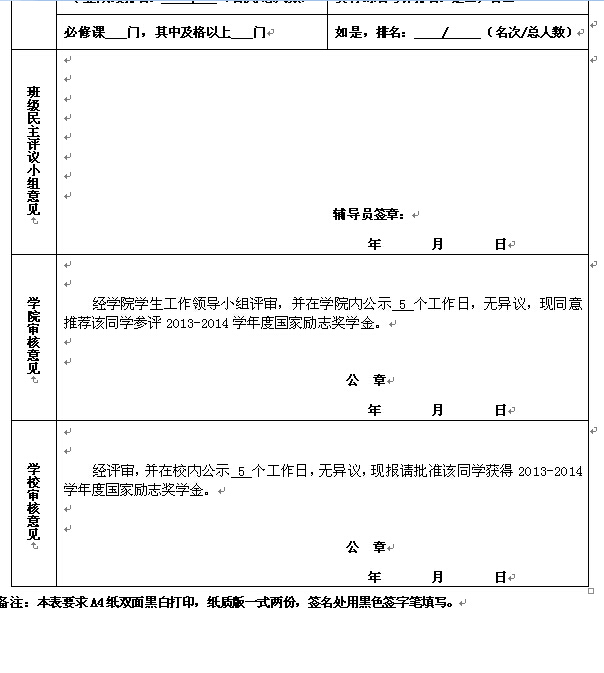 必修课___门，其中及格以上___门
如是，排名：____/_____（名次/总人数）
班级民主评议小组意见
辅导员签章：
年 月 日
学院审核意见
经学院学生工作领导小组评审，并在学院内公示 5 个工作日，无异议，现同意
推荐该同学参评 2013-2014 学年度国家励志奖学金。
公 章
年 月 日
学校审核意见
经评审，并在校内公示 5 个工作日，无异议，现报请批准该同学获得 2013-2014
学年度国家励志奖学金。
公 章
年 月 日
备注：本表要求 A4 纸双面黑白打印，纸质版一式两份，签名处用黑色签字笔填写。